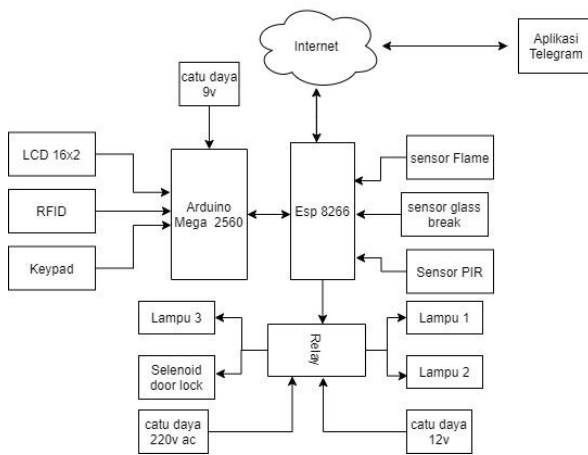 Internet
Aplikasi
Telegram
catu daya
9v
LCD 16x2
RFID
Keypad
Arduino
Mega 2560
Esp 8266
sensor Flame
sensor glass
break
Sensor PIR
Lampu 3
Selenoid
door lock
Relay
Lampu 1
Lampu 2
catu daya
220v ac
catu daya
12v